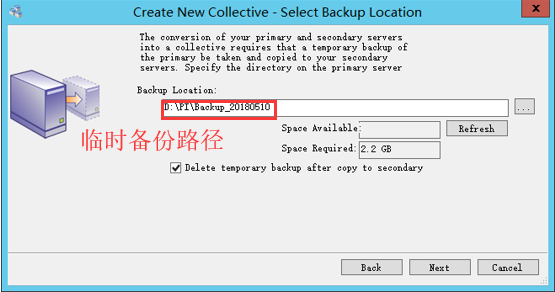 Create New Collective - Select Backup Location
The conversion of your primary and secondary servers
into a collective requires that a temporary backup of
the primary be taken and copied to your secondary
servers. Specify the directory on the primary server
Backup Location:
D:\PI\Backup_20180510
...
临时备份路径
Space Available:
Refresh
Space Required: 2.2 GB
Delete temporary backup after copy to secondary
Back
Next
Cancel